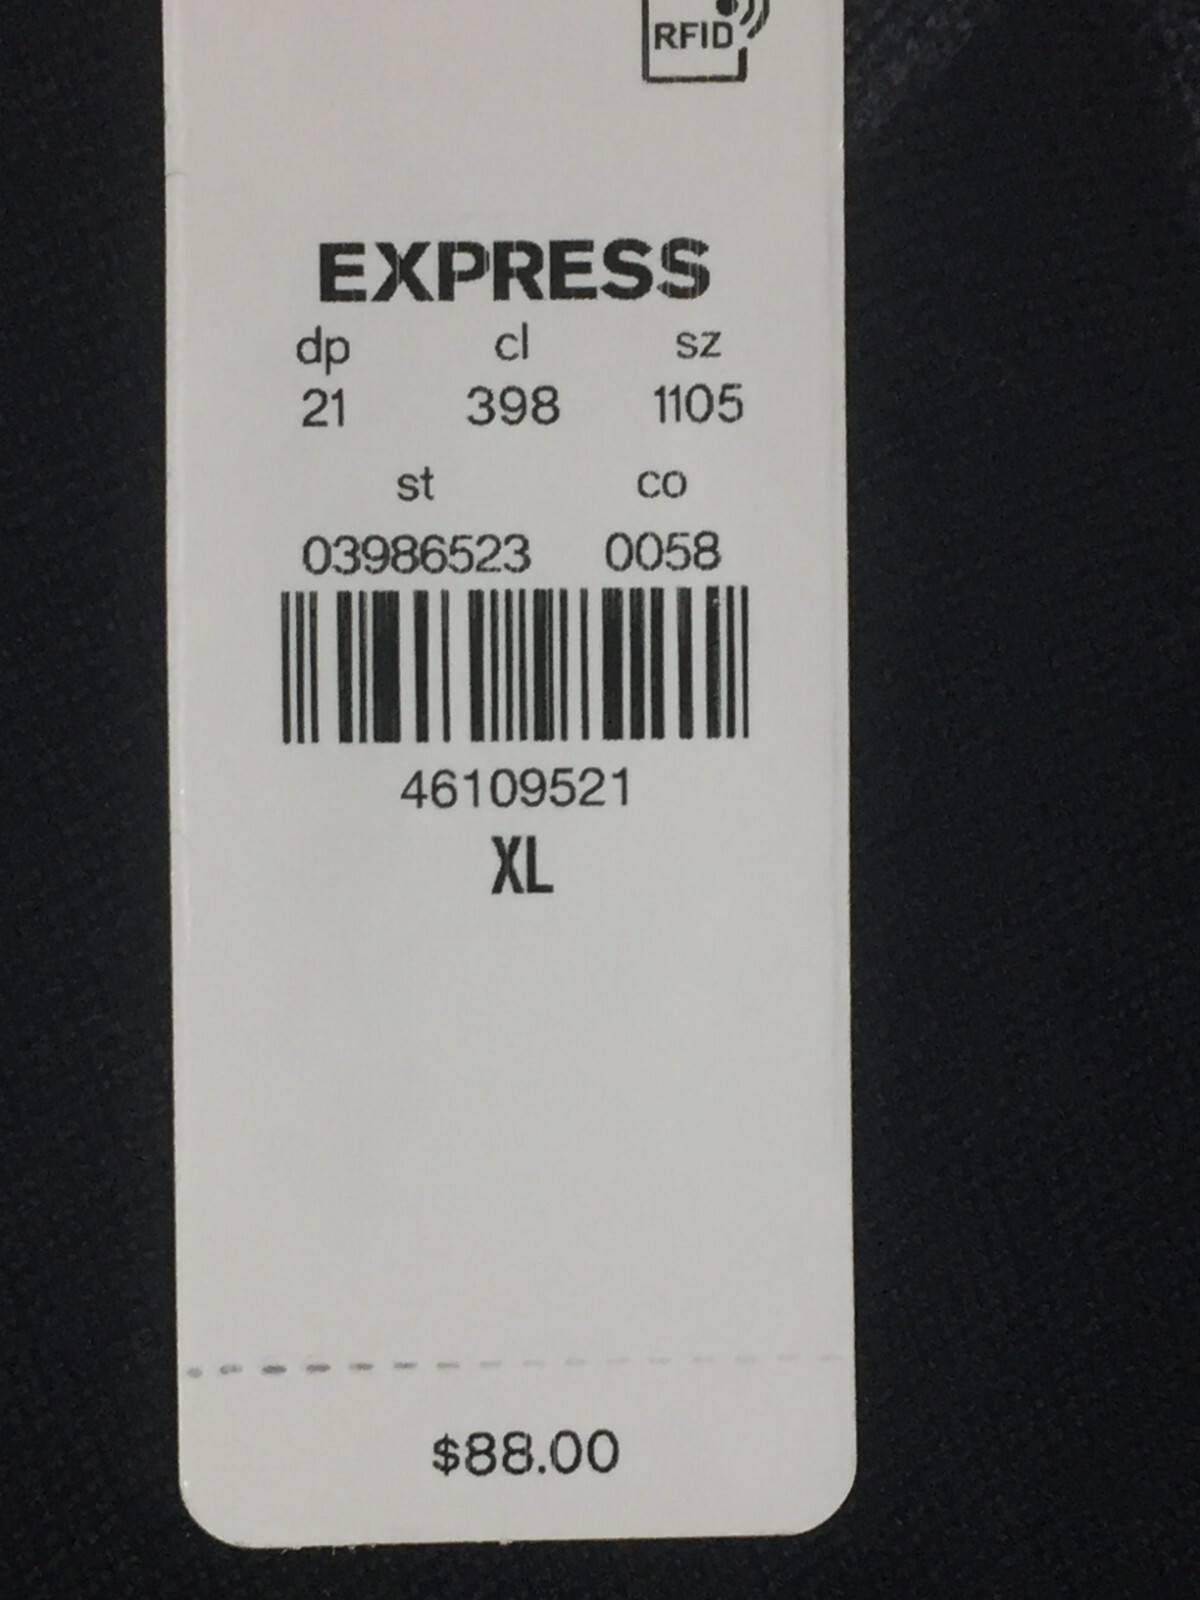 RFID
EXPRESS
dp cl sz
21 398 1105
st co
03986523 0058
46109521
XL
$88.00